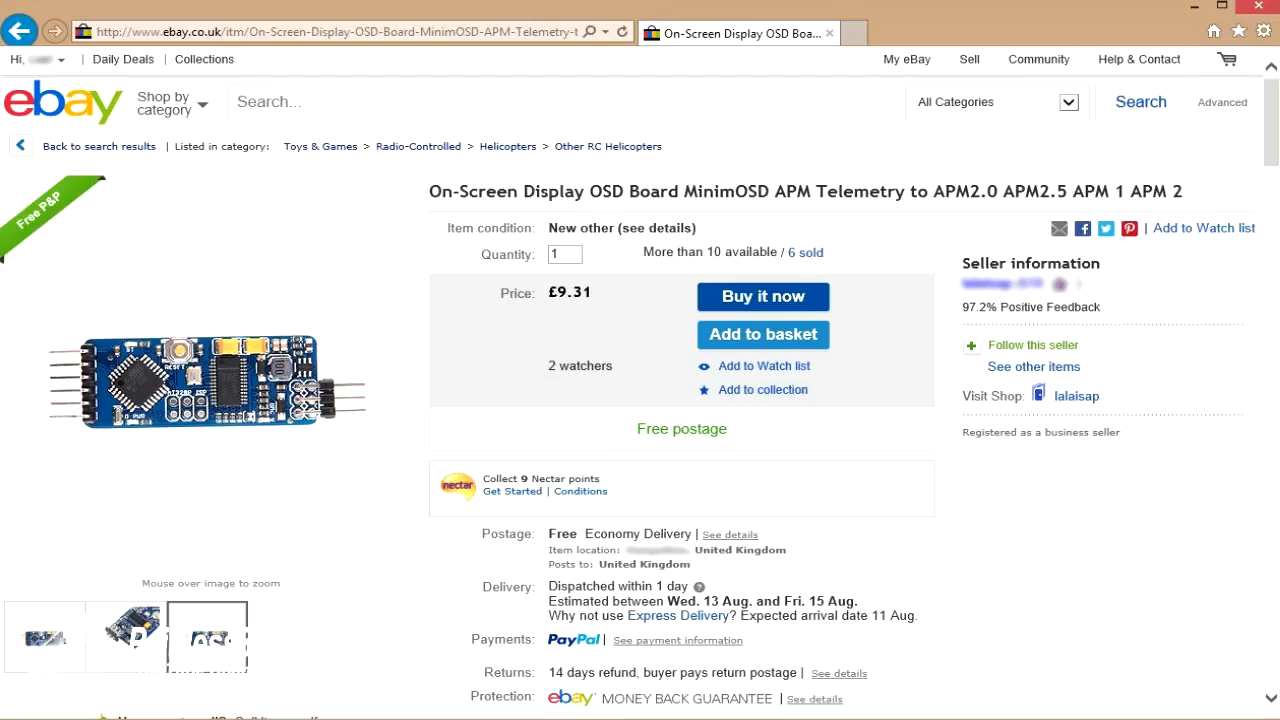 http://www.ebay.co.uk/itm/On-Screen-Display-OSD-Board-MinimOSD-APM-Telemetry-t
On-Screen Display OSD Boa...
Hi,
Daily Deals
Collections
My eBay
Sell
Community
Help & Contact
ebay
Shop by category
Search...
All Categories
Search
Advanced
Back to search results | Listed in category: Toys & Games > Radio-Controlled > Helicopters > Other RC Helicopters
Free P&P
On-Screen Display OSD Board MinimOSD APM Telemetry to APM2.0 APM2.5 APM 1 APM 2
Item condition: New other (see details)
| Add to Watch list
Quantity: 1
More than 10 available / 6 sold
Price: £9.31
Buy it now
Add to basket
2 watchers
Add to Watch list
Add to collection
Free postage
Seller information
97.2% Positive Feedback
Follow this seller
See other items
Visit Shop: lalaisap
Registered as a business seller
nectar
Collect 9 Nectar points
Get Started | Conditions
Postage: Free Economy Delivery | See details
Item location: United Kingdom
Posts to: United Kingdom
Delivery: Dispatched within 1 day
Estimated between Wed. 13 Aug. and Fri. 15 Aug.
Why not use Express Delivery? Expected arrival date 11 Aug.
Payments: PayPal | See payment information
Returns: 14 days refund, buyer pays return postage | See details
Protection: ebay MONEY BACK GUARANTEE | See details
Mouse over image to zoom